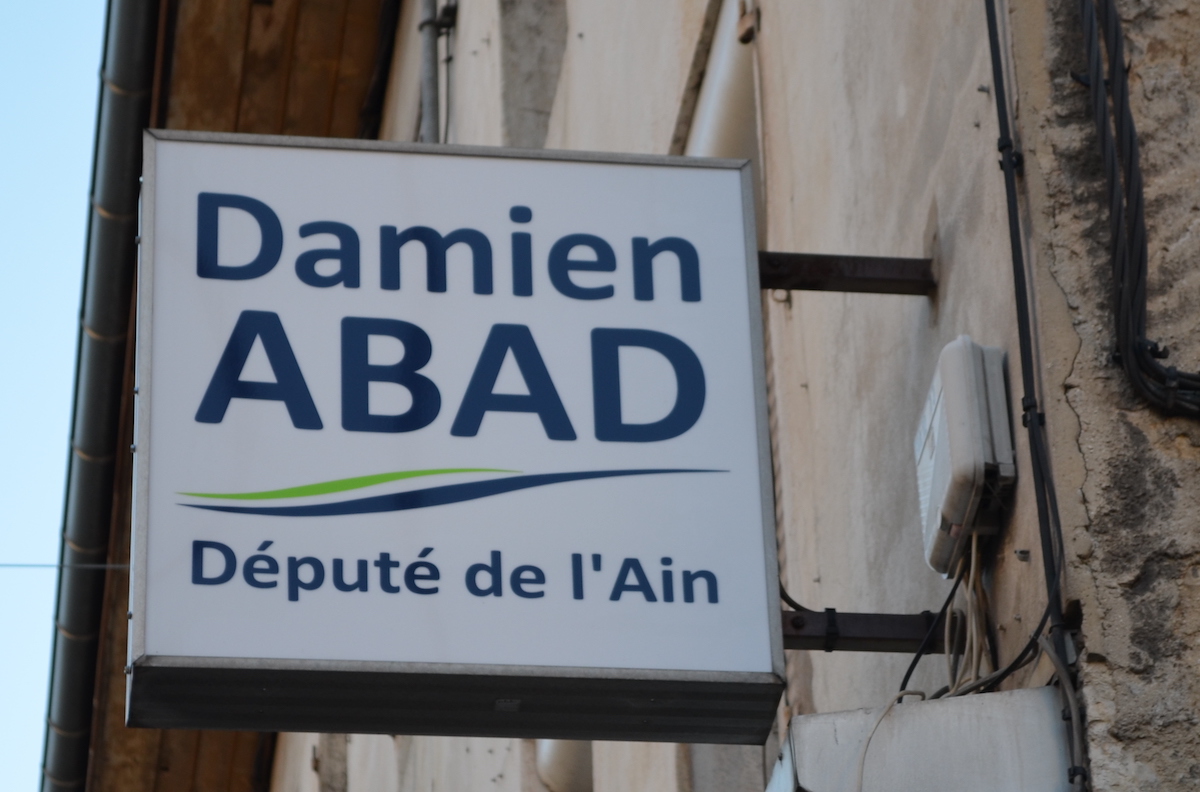 Damien
ABAD
Député de l'Ain